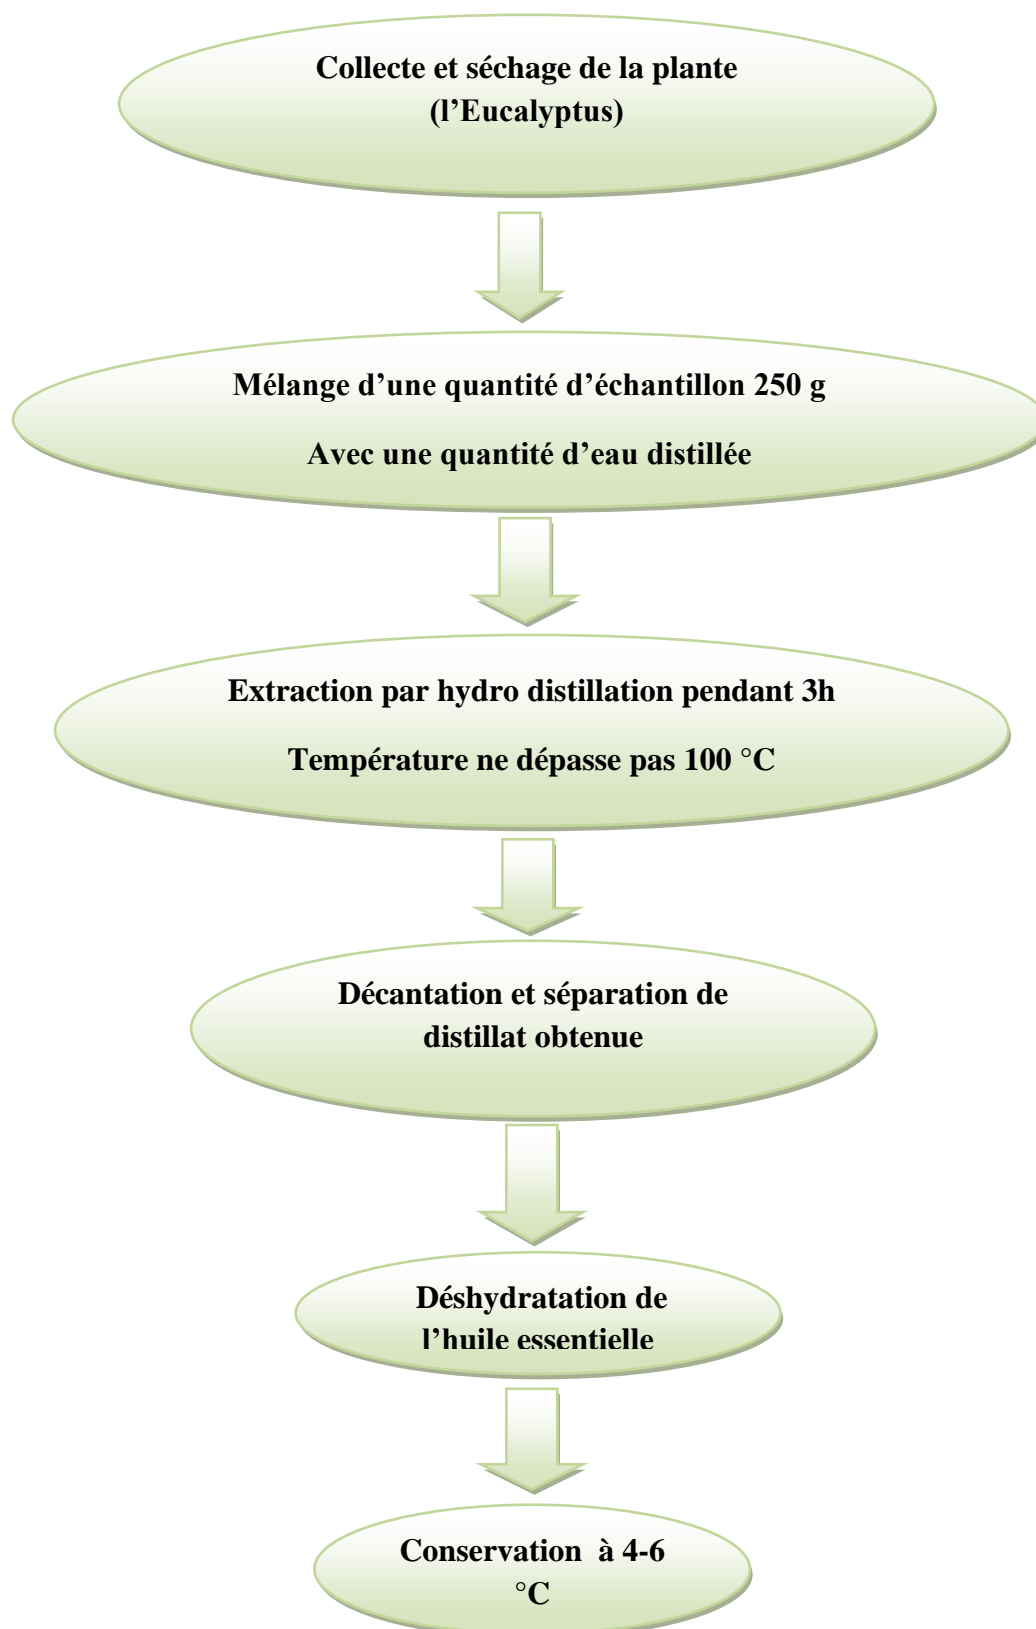 Collecte et séchage de la plante
(l’Eucalyptus)
Mélange d’une quantité d’échantillon 250 g
Avec une quantité d’eau distillée
Extraction par hydro distillation pendant 3h
Température ne dépasse pas 100 °C
Décantation et séparation de
distillat obtenue
Déshydratation de
l’huile essentielle
Conservation à 4-6
°C